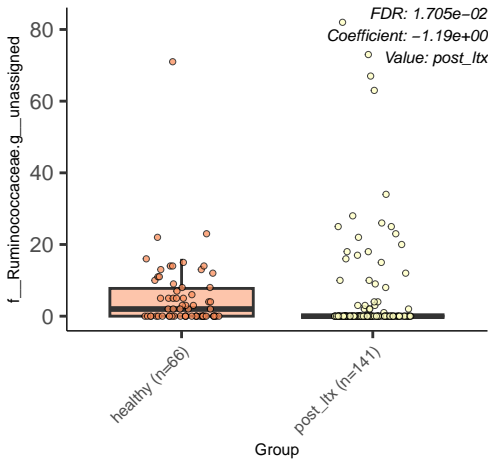 FDR: 1.705e−02
Coefficient: −1.19e+00
Value: post_ltx
f__Ruminococcaceae.g__unassigned
80
60
40
20
0
healthy (n=66)
post_ltx (n=141)
Group